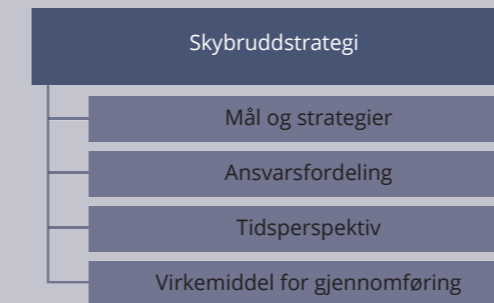 Skybruddstrategi
Mål og strategier
Ansvarsfordeling
Tidsperspektiv
Virkemiddel for gjennomføring